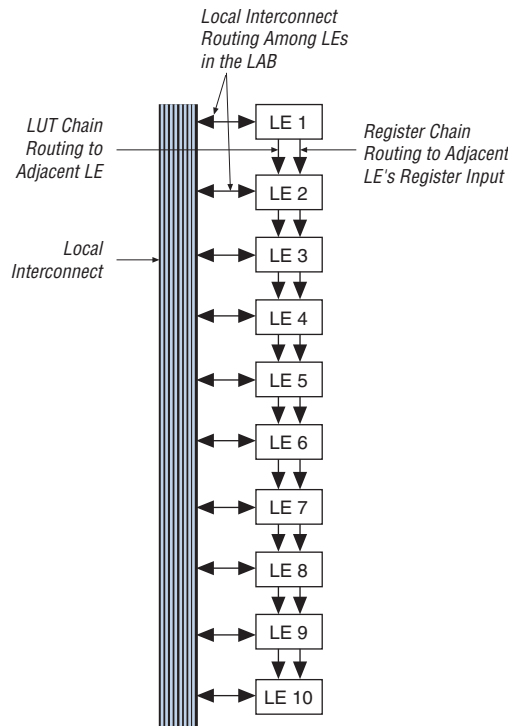 Local Interconnect
Routing Among LEs
in the LAB
LUT Chain
Routing to
Adjacent LE
Register Chain
Routing to Adjacent
LE's Register Input
Local
Interconnect
LE 1
LE 2
LE 3
LE 4
LE 5
LE 6
LE 7
LE 8
LE 9
LE 10